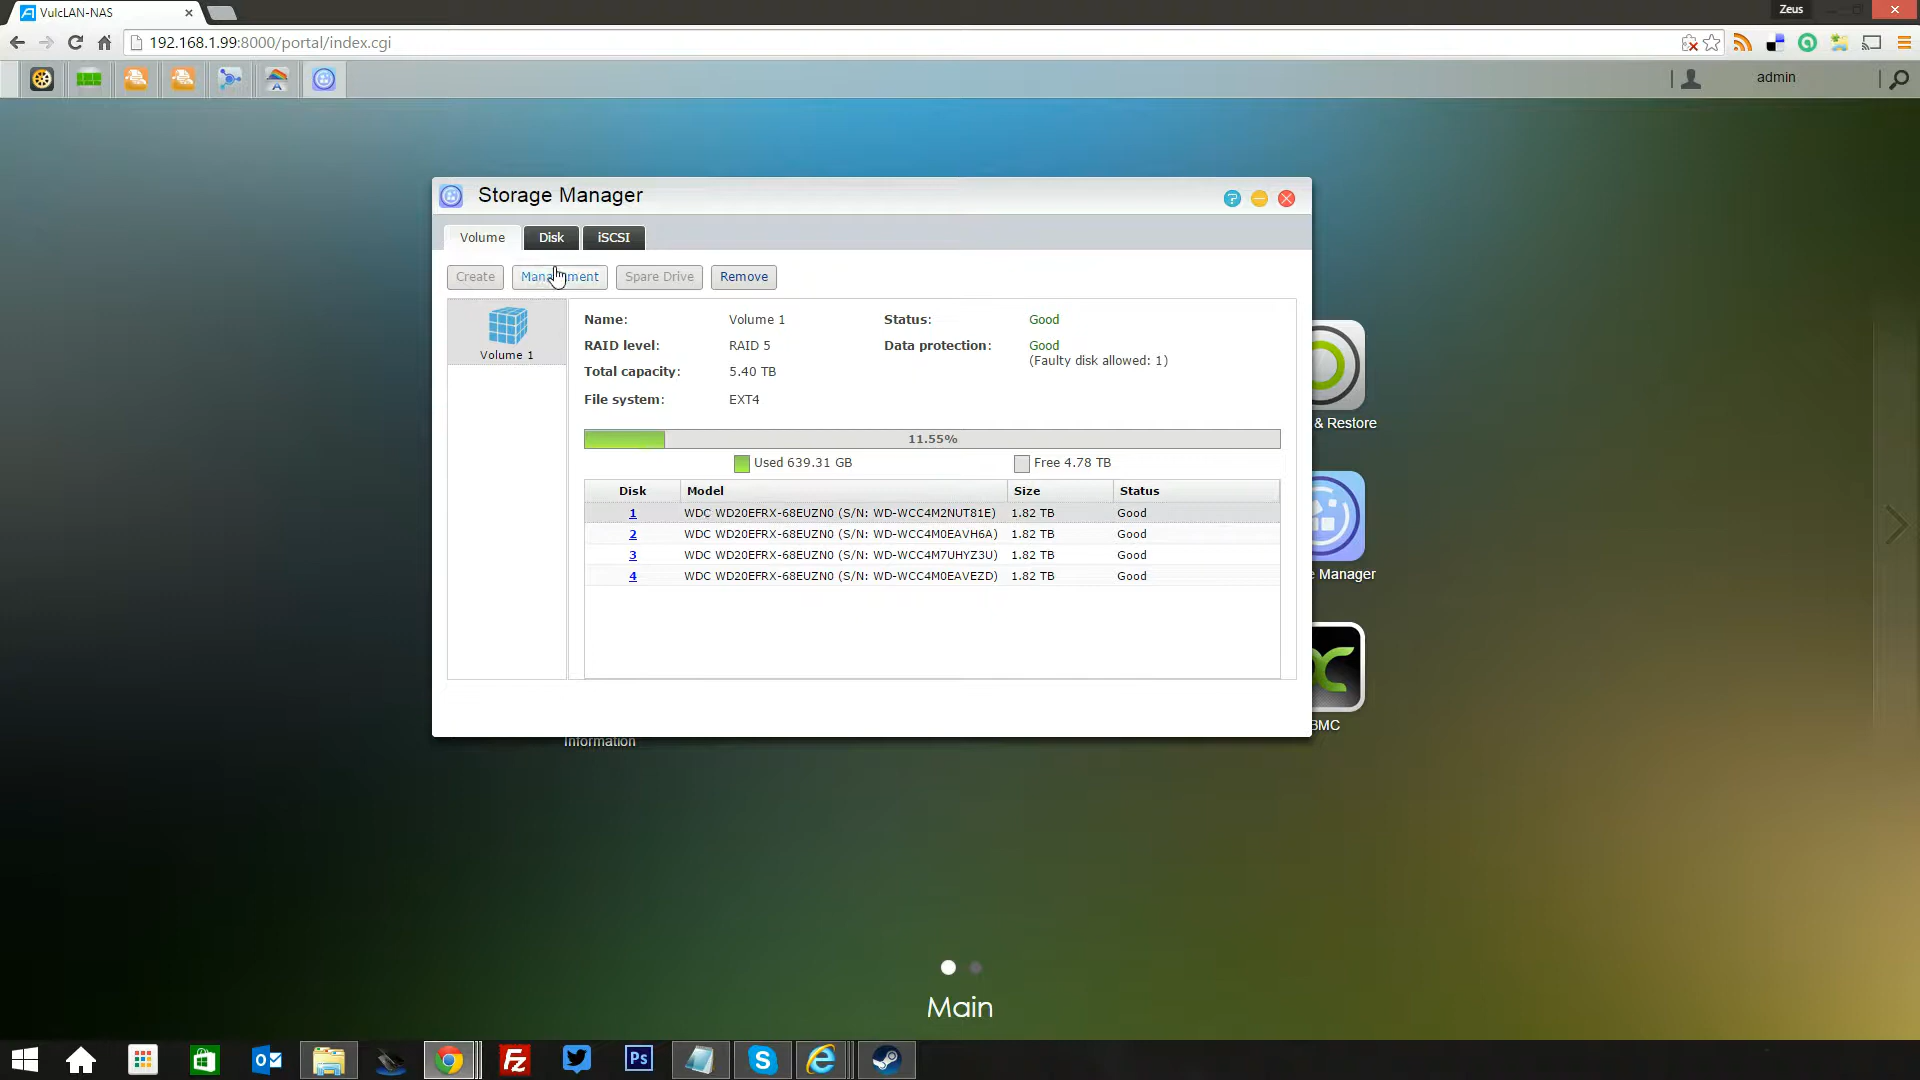 VulcLAN-NAS
Zeus
192.168.1.99:8000/portal/index.cgi
admin
Storage Manager
Volume
Disk
iSCSI
Create
Spare Drive
Remove
Volume 1
Name: Volume 1 Status: Good
RAID level: RAID 5 Data protection: Good
(Faulty disk allowed: 1)
Total capacity: 5.40 TB
File system: EXT4
11.55%
Used 639.31 GB Free 4.78 TB
Disk Model Size Status
1 WDC WD20EFRX-68EUZN0 (S/N: WD-WCC4M2NUT81E) 1.82 TB Good
2 WDC WD20EFRX-68EUZN0 (S/N: WD-WCC4M0EAVH6A) 1.82 TB Good
3 WDC WD20EFRX-68EUZN0 (S/N: WD-WCC4M7UHYZ3U) 1.82 TB Good
4 WDC WD20EFRX-68EUZN0 (S/N: WD-WCC4M0EAVEZD) 1.82 TB Good
& Restore
Manager
BMC
Information
Main
Ps